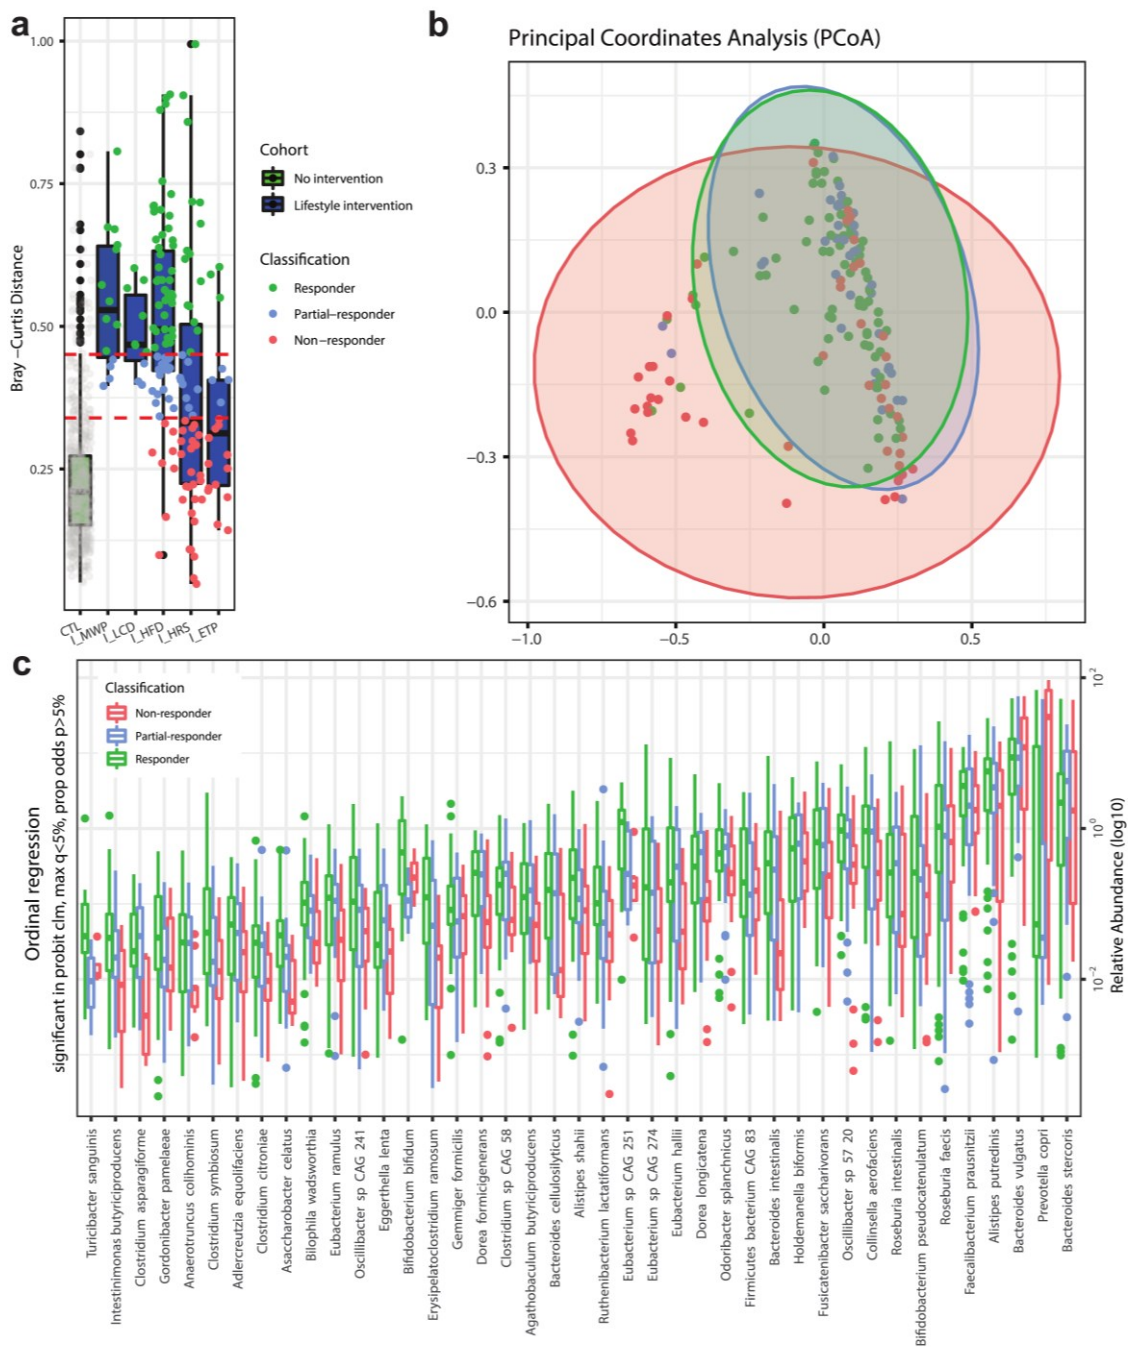 a
1.00
0.75
0.50
0.25
Bray –Curtis Distance
CTL
I_MWP
I_LCD
I_HFD
I_HRS
I_ETP
Cohort
No intervention
Lifestyle intervention
Classification
Responder
Partial–responder
Non–responder
b
Principal Coordinates Analysis (PCoA)
0.3
0.0
−0.3
−0.6
−1.0
−0.5
0.0
0.5
c
Ordinal regression
significant in probit clm, max q<5%, prop odds p>5%
Classification
Non-responder
Partial-responder
Responder
10²
10⁰
10⁻²
Relative Abundance (log10)
Turicibacter sanguinis
Intestinimonas butyriciproducens
Clostridium asparagiforme
Gordonibacter pamelaeae
Anaerotruncus colihominis
Clostridium symbiosum
Adlercreutzia equolifaciens
Clostridium citroniae
Asaccharobacter celatus
Bilophila wadsworthia
Eubacterium ramulus
Oscillibacter sp CAG 241
Eggerthella lenta
Bifidobacterium bifidum
Erysipelatoclostridium ramosum
Gemmiger formicilis
Dorea formicigenerans
Clostridium sp CAG 58
Agathobaculum butyriciproducens
Bacteroides cellulosilyticus
Alistipes shahii
Ruthenibacterium lactatiformans
Eubacterium sp CAG 251
Eubacterium sp CAG 274
Eubacterium hallii
Dorea longicatena
Odoribacter splanchnicus
Firmicutes bacterium CAG 83
Bacteroides intestinalis
Holdemanella biformis
Fusicatenibacter saccharivorans
Oscillibacter sp 57 20
Collinsella aerofaciens
Roseburia intestinalis
Bifidobacterium pseudocatenulatum
Roseburia faecis
Faecalibacterium prausnitzii
Alistipes putredinis
Bacteroides vulgatus
Prevotella copri
Bacteroides stercoris